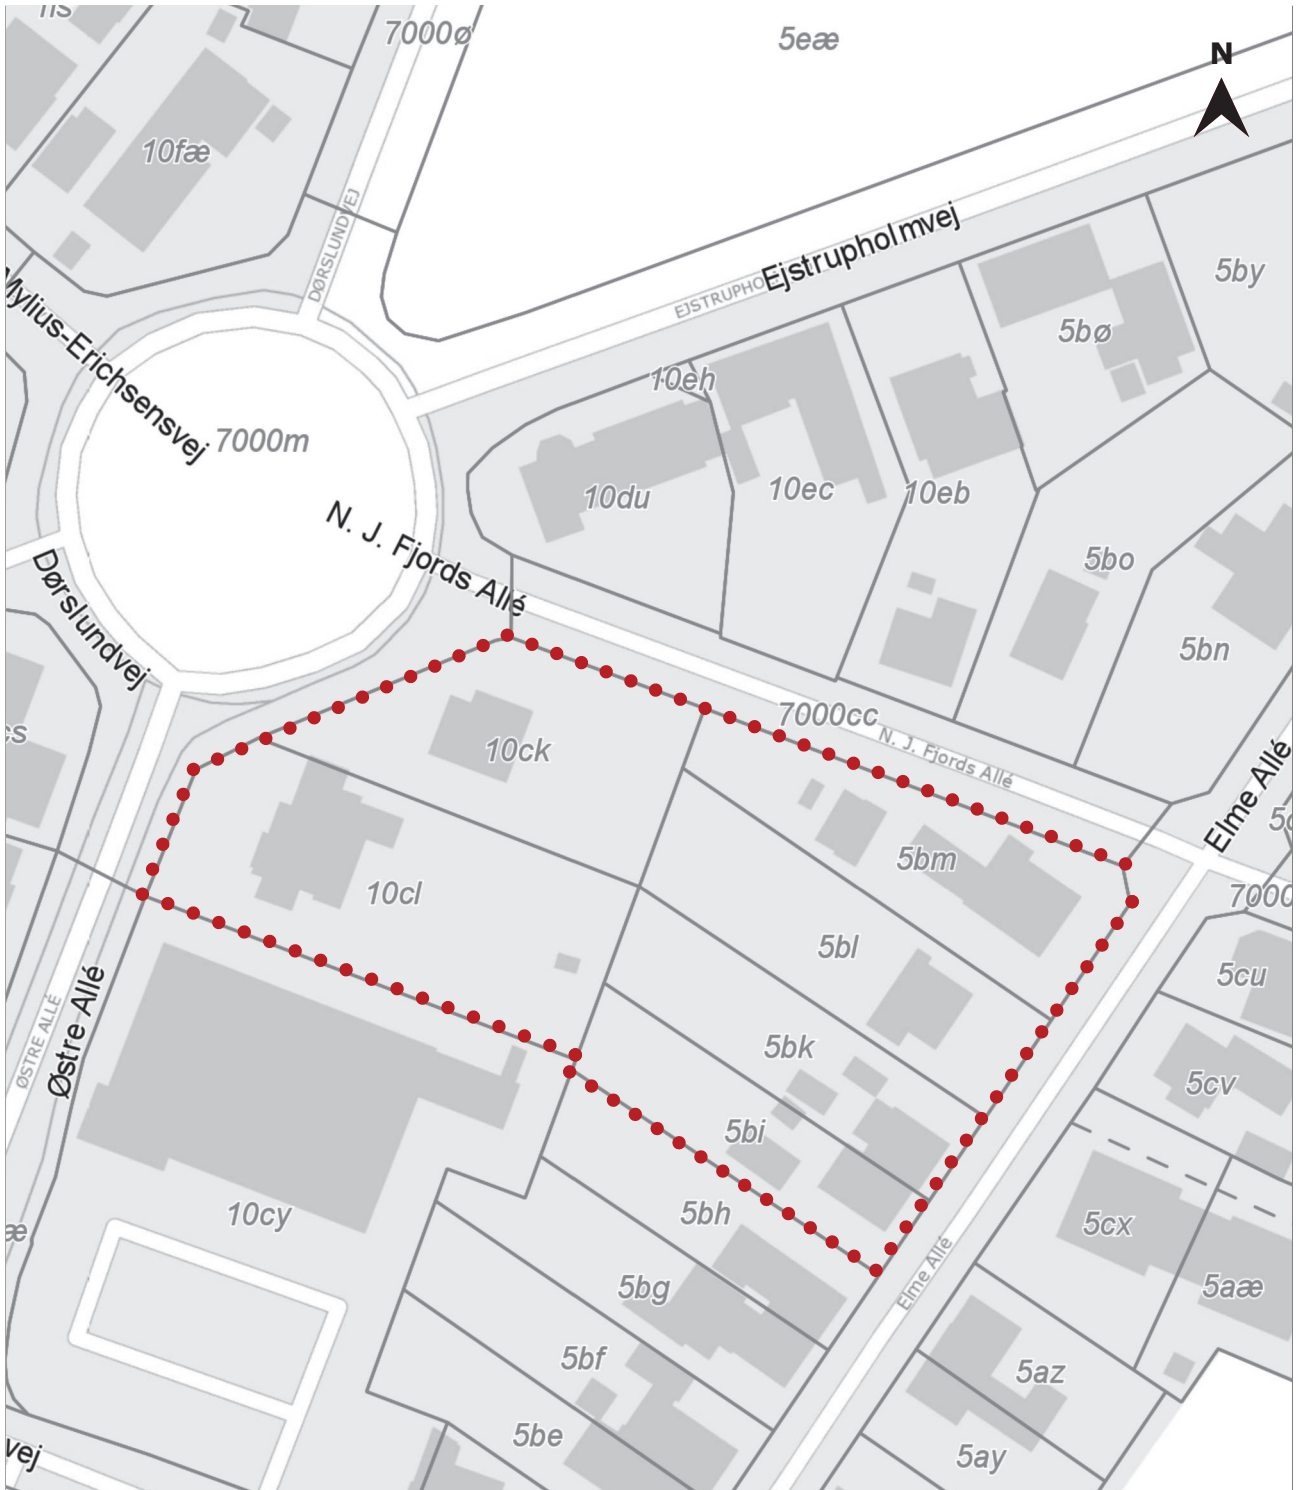 7000ø
5eæ
N
10fæ
DØRSLUNDVEJ
Ejstrupholmvej
5by
Mylius-Erichsensvej
5bø
10eh
7000m
10du
10ec
10eb
N. J. Fjords Allé
5bo
Dørslundvej
5bn
7000cc
N. J. Fjords Allé
10ck
Elme Allé
5bm
10cl
7000
5bl
5cu
Østre Allé
ØSTRE ALLÉ
5bk
5cv
5bi
5bh
10cy
5cx
Elme Allé
5bg
5aæ
5bf
5az
5be
5ay
vej